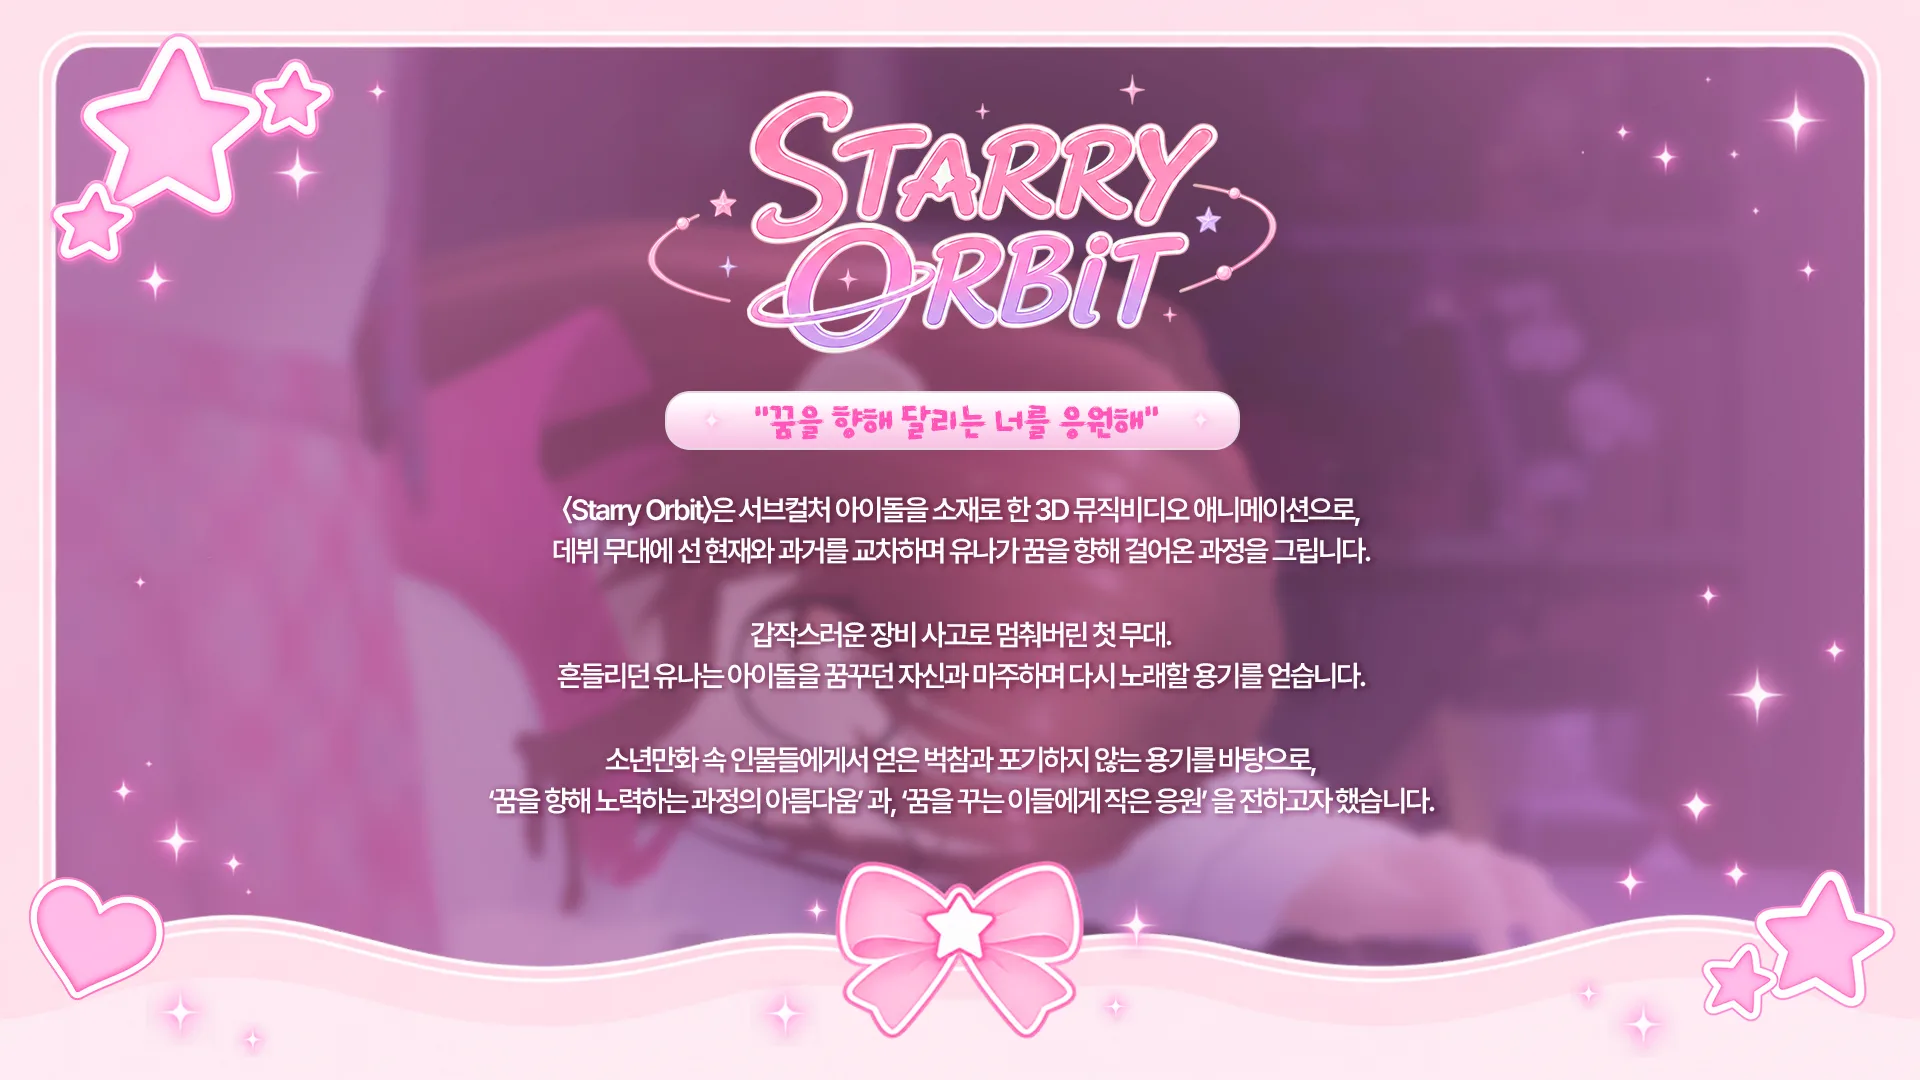 STARRY
ORBiT
"꿈을 향해 달리는 너를 응원해"
〈Starry Orbit〉은 서브컬처 아이돌을 소재로 한 3D 뮤직비디오 애니메이션으로,
데뷔 무대에 선 현재와 과거를 교차하며 유나가 꿈을 향해 걸어온 과정을 그립니다.
갑작스러운 장비 사고로 멈춰버린 첫 무대.
흔들리던 유나는 아이돌을 꿈꾸던 자신과 마주하며 다시 노래할 용기를 얻습니다.
소년만화 속 인물들에게서 얻은 벅참과 포기하지 않는 용기를 바탕으로,
‘꿈을 향해 노력하는 과정의 아름다움’ 과, ‘꿈을 꾸는 이들에게 작은 응원’ 을 전하고자 했습니다.